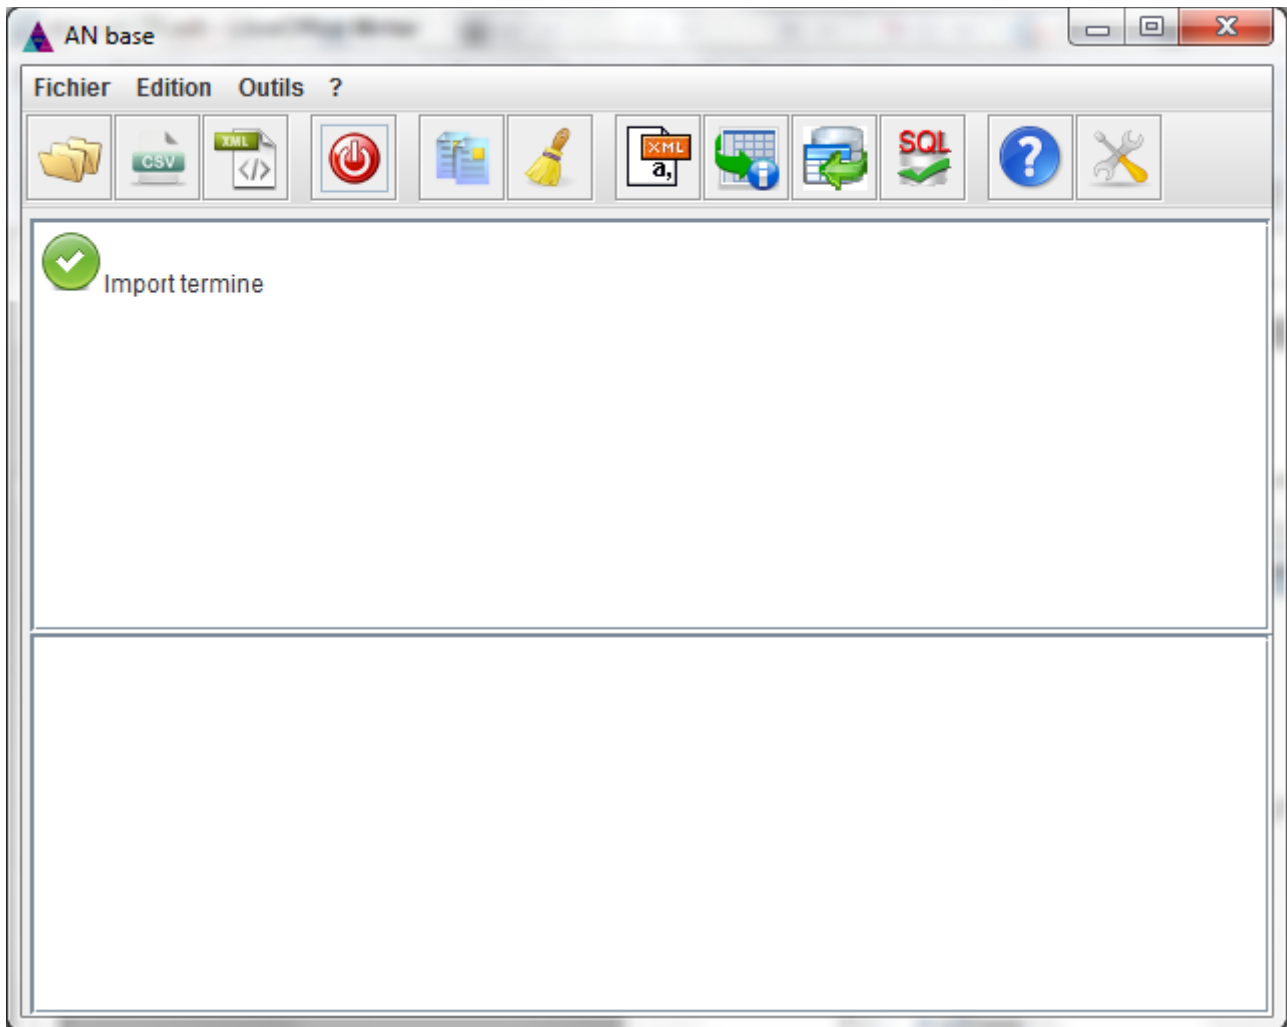 AN base
Fichier Edition Outils ?
CSV XML </> XML a, i SQL ?
Import termine